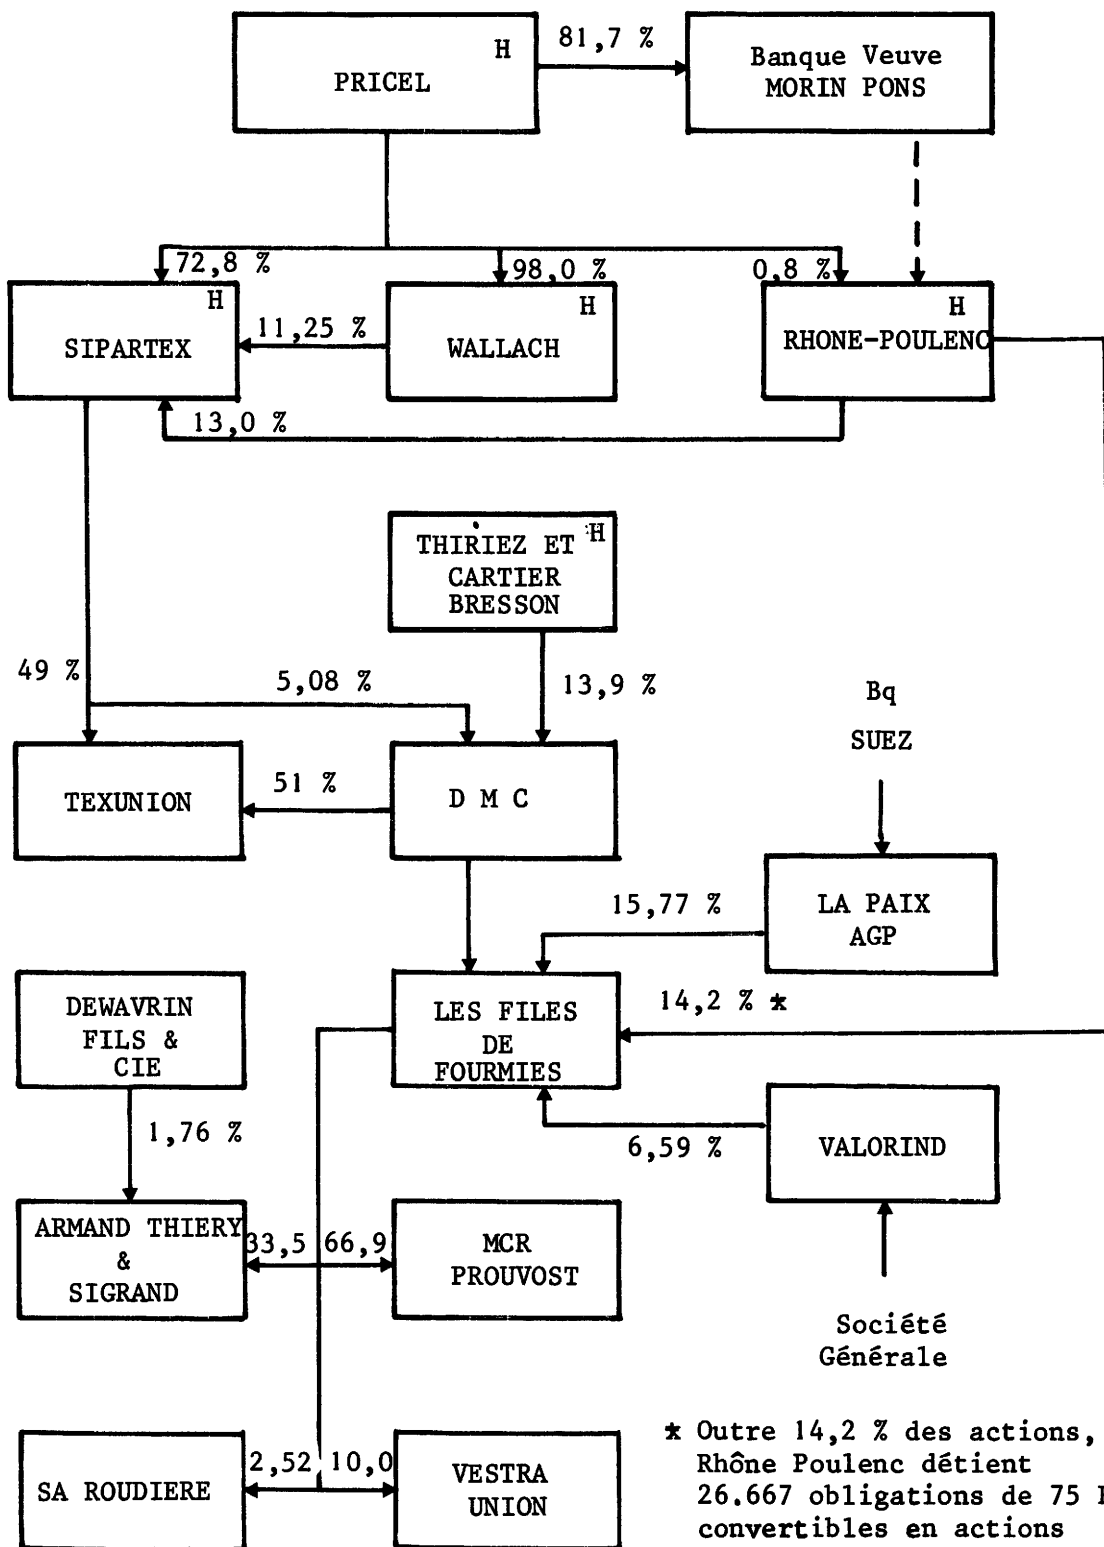 H
PRICEL
81,7 %
Banque Veuve
MORIN PONS
72,8 %
98,0 %
0,8 %
H
SIPARTEX
11,25 %
H
WALLACH
H
RHONE-POULENC
13,0 %
THIRIEZ ET H
CARTIER
BRESSON
49 %
5,08 %
13,9 %
Bq
SUEZ
TEXUNION
51 %
D M C
15,77 %
LA PAIX
AGP
DEWAVRIN
FILS &
CIE
LES FILES
DE
FOURMIES
14,2 % *
1,76 %
6,59 %
VALORIND
ARMAND THIERY
&
SIGRAND
33,5
66,9
MCR
PROUVOST
Société
Générale
SA ROUDIERE
2,52
10,0
VESTRA
UNION
* Outre 14,2 % des actions,
Rhône Poulenc détient
26.667 obligations de 75
convertibles en actions